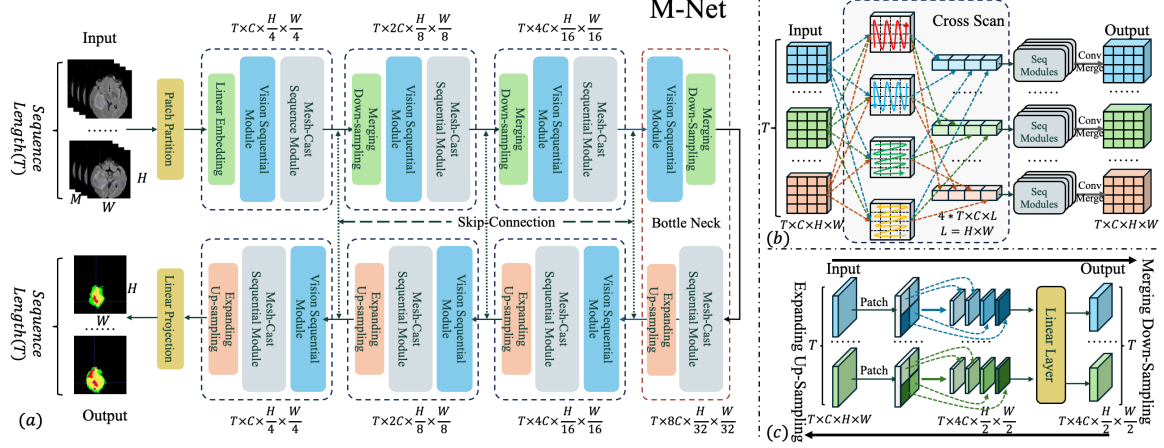 M-Net
T×C×H/4×W/4
T×2C×H/8×W/8
T×4C×H/16×W/16
Input
Sequence
Length(T)
M
W
H
......
Patch Partition
Linear Embedding
Vision Sequential
Module
Mesh-Cast
Sequence Module
Merging
Down-sampling
Vision Sequential
Module
Mesh-Cast
Sequential Module
Merging
Down-sampling
Vision Sequential
Module
Mesh-Cast
Sequential Module
Vision Sequential
Module
Merging
Down-Sampling
Skip-Connection
Bottle Neck
Sequence
Length(T)
H
W
......
Output
Linear Projection
Expanding
Up-sampling
Mesh-Cast
Sequential Module
Vision Sequential
Module
Expanding
Up-sampling
Mesh-Cast
Sequential Module
Vision Sequential
Module
Expanding
Up-sampling
Mesh-Cast
Sequential Module
Vision Sequential
Module
Expanding
Up-sampling
Mesh-Cast
Sequential Module
T×C×H/4×W/4
T×2C×H/8×W/8
T×4C×H/16×W/16
T×8C×H/32×W/32
(a)
Input
Cross Scan
Output
T
Seq
Modules
Conv
Merge
......
Seq
Modules
Conv
Merge
......
Seq
Modules
Conv
Merge
T×C×H×W
4*T×C×L
L=H×W
T×C×H×W
(b)
Input
Output
Expanding Up-Sampling
Merging Down-Sampling
T
Patch
......
Patch
Linear Layer
T
T×C×H×W
T×4C×H/2×W/2
T×4C×H/2×W/2
(c)